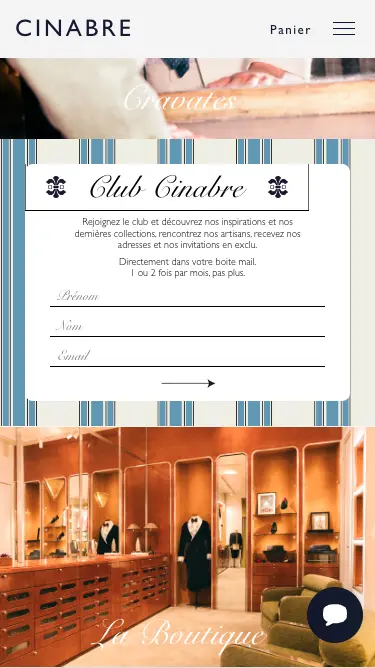 CINABRE
Panier
Cravates
Club Cinabre
Rejoignez le club et découvrez nos inspirations et nos
dernières collections, rencontrez nos artisans, recevez nos
adresses et nos invitations en exclu.
Directement dans votre boite mail.
1 ou 2 fois par mois, pas plus.
Prénom
Nom
Email
La Boutique